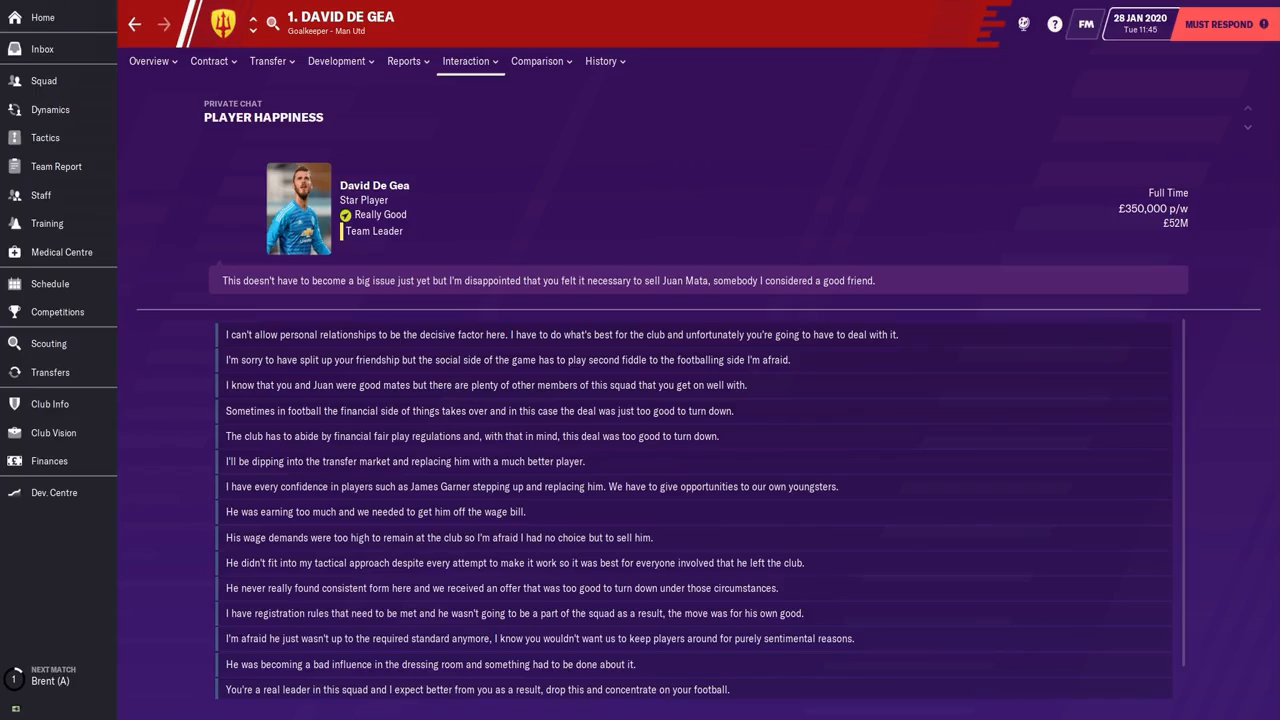 1. DAVID DE GEA
Goalkeeper - Man Utd
FM
28 JAN 2020
Tue 11:45
MUST RESPOND
Home
Inbox
Squad
Dynamics
Tactics
Team Report
Staff
Training
Medical Centre
Schedule
Competitions
Scouting
Transfers
Club Info
Club Vision
Finances
Dev. Centre
1
NEXT MATCH
Brent (A)
Overview
Contract
Transfer
Development
Reports
Interaction
Comparison
History
PRIVATE CHAT
PLAYER HAPPINESS
David De Gea
Star Player
Really Good
Team Leader
Full Time
£350,000 p/w
£52M
This doesn't have to become a big issue just yet but I'm disappointed that you felt it necessary to sell Juan Mata, somebody I considered a good friend.
I can't allow personal relationships to be the decisive factor here. I have to do what's best for the club and unfortunately you're going to have to deal with it.
I'm sorry to have split up your friendship but the social side of the game has to play second fiddle to the footballing side I'm afraid.
I know that you and Juan were good mates but there are plenty of other members of this squad that you get on well with.
Sometimes in football the financial side of things takes over and in this case the deal was just too good to turn down.
The club has to abide by financial fair play regulations and, with that in mind, this deal was too good to turn down.
I'll be dipping into the transfer market and replacing him with a much better player.
I have every confidence in players such as James Garner stepping up and replacing him. We have to give opportunities to our own youngsters.
He was earning too much and we needed to get him off the wage bill.
His wage demands were too high to remain at the club so I'm afraid I had no choice but to sell him.
He didn't fit into my tactical approach despite every attempt to make it work so it was best for everyone involved that he left the club.
He never really found consistent form here and we received an offer that was too good to turn down under those circumstances.
I have registration rules that need to be met and he wasn't going to be a part of the squad as a result, the move was for his own good.
I'm afraid he just wasn't up to the required standard anymore, I know you wouldn't want us to keep players around for purely sentimental reasons.
He was becoming a bad influence in the dressing room and something had to be done about it.
You're a real leader in this squad and I expect better from you as a result, drop this and concentrate on your football.